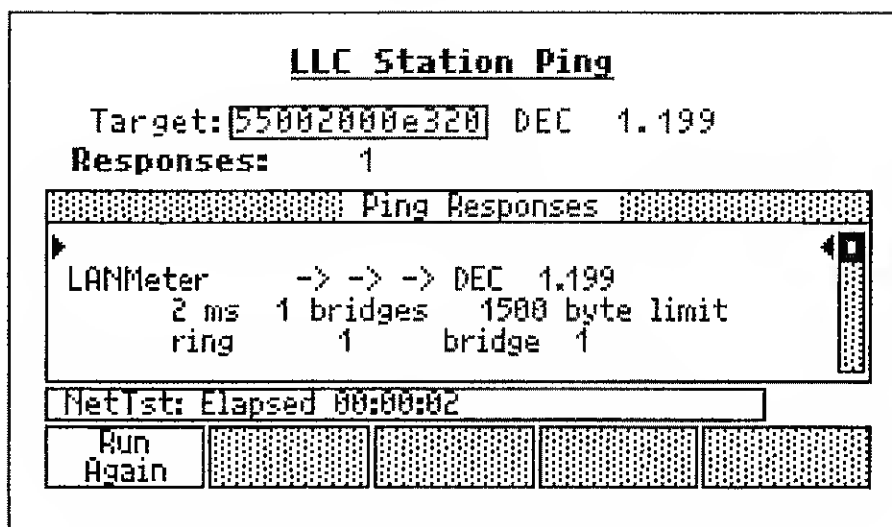 LLC Station Ping
Target: 55002000e320 DEC 1.199
Responses: 1
Ping Responses
LANMeter -> -> -> DEC 1.199
2 ms 1 bridges 1500 byte limit
ring 1 bridge 1
NetTst: Elapsed 00:00:02
Run
Again